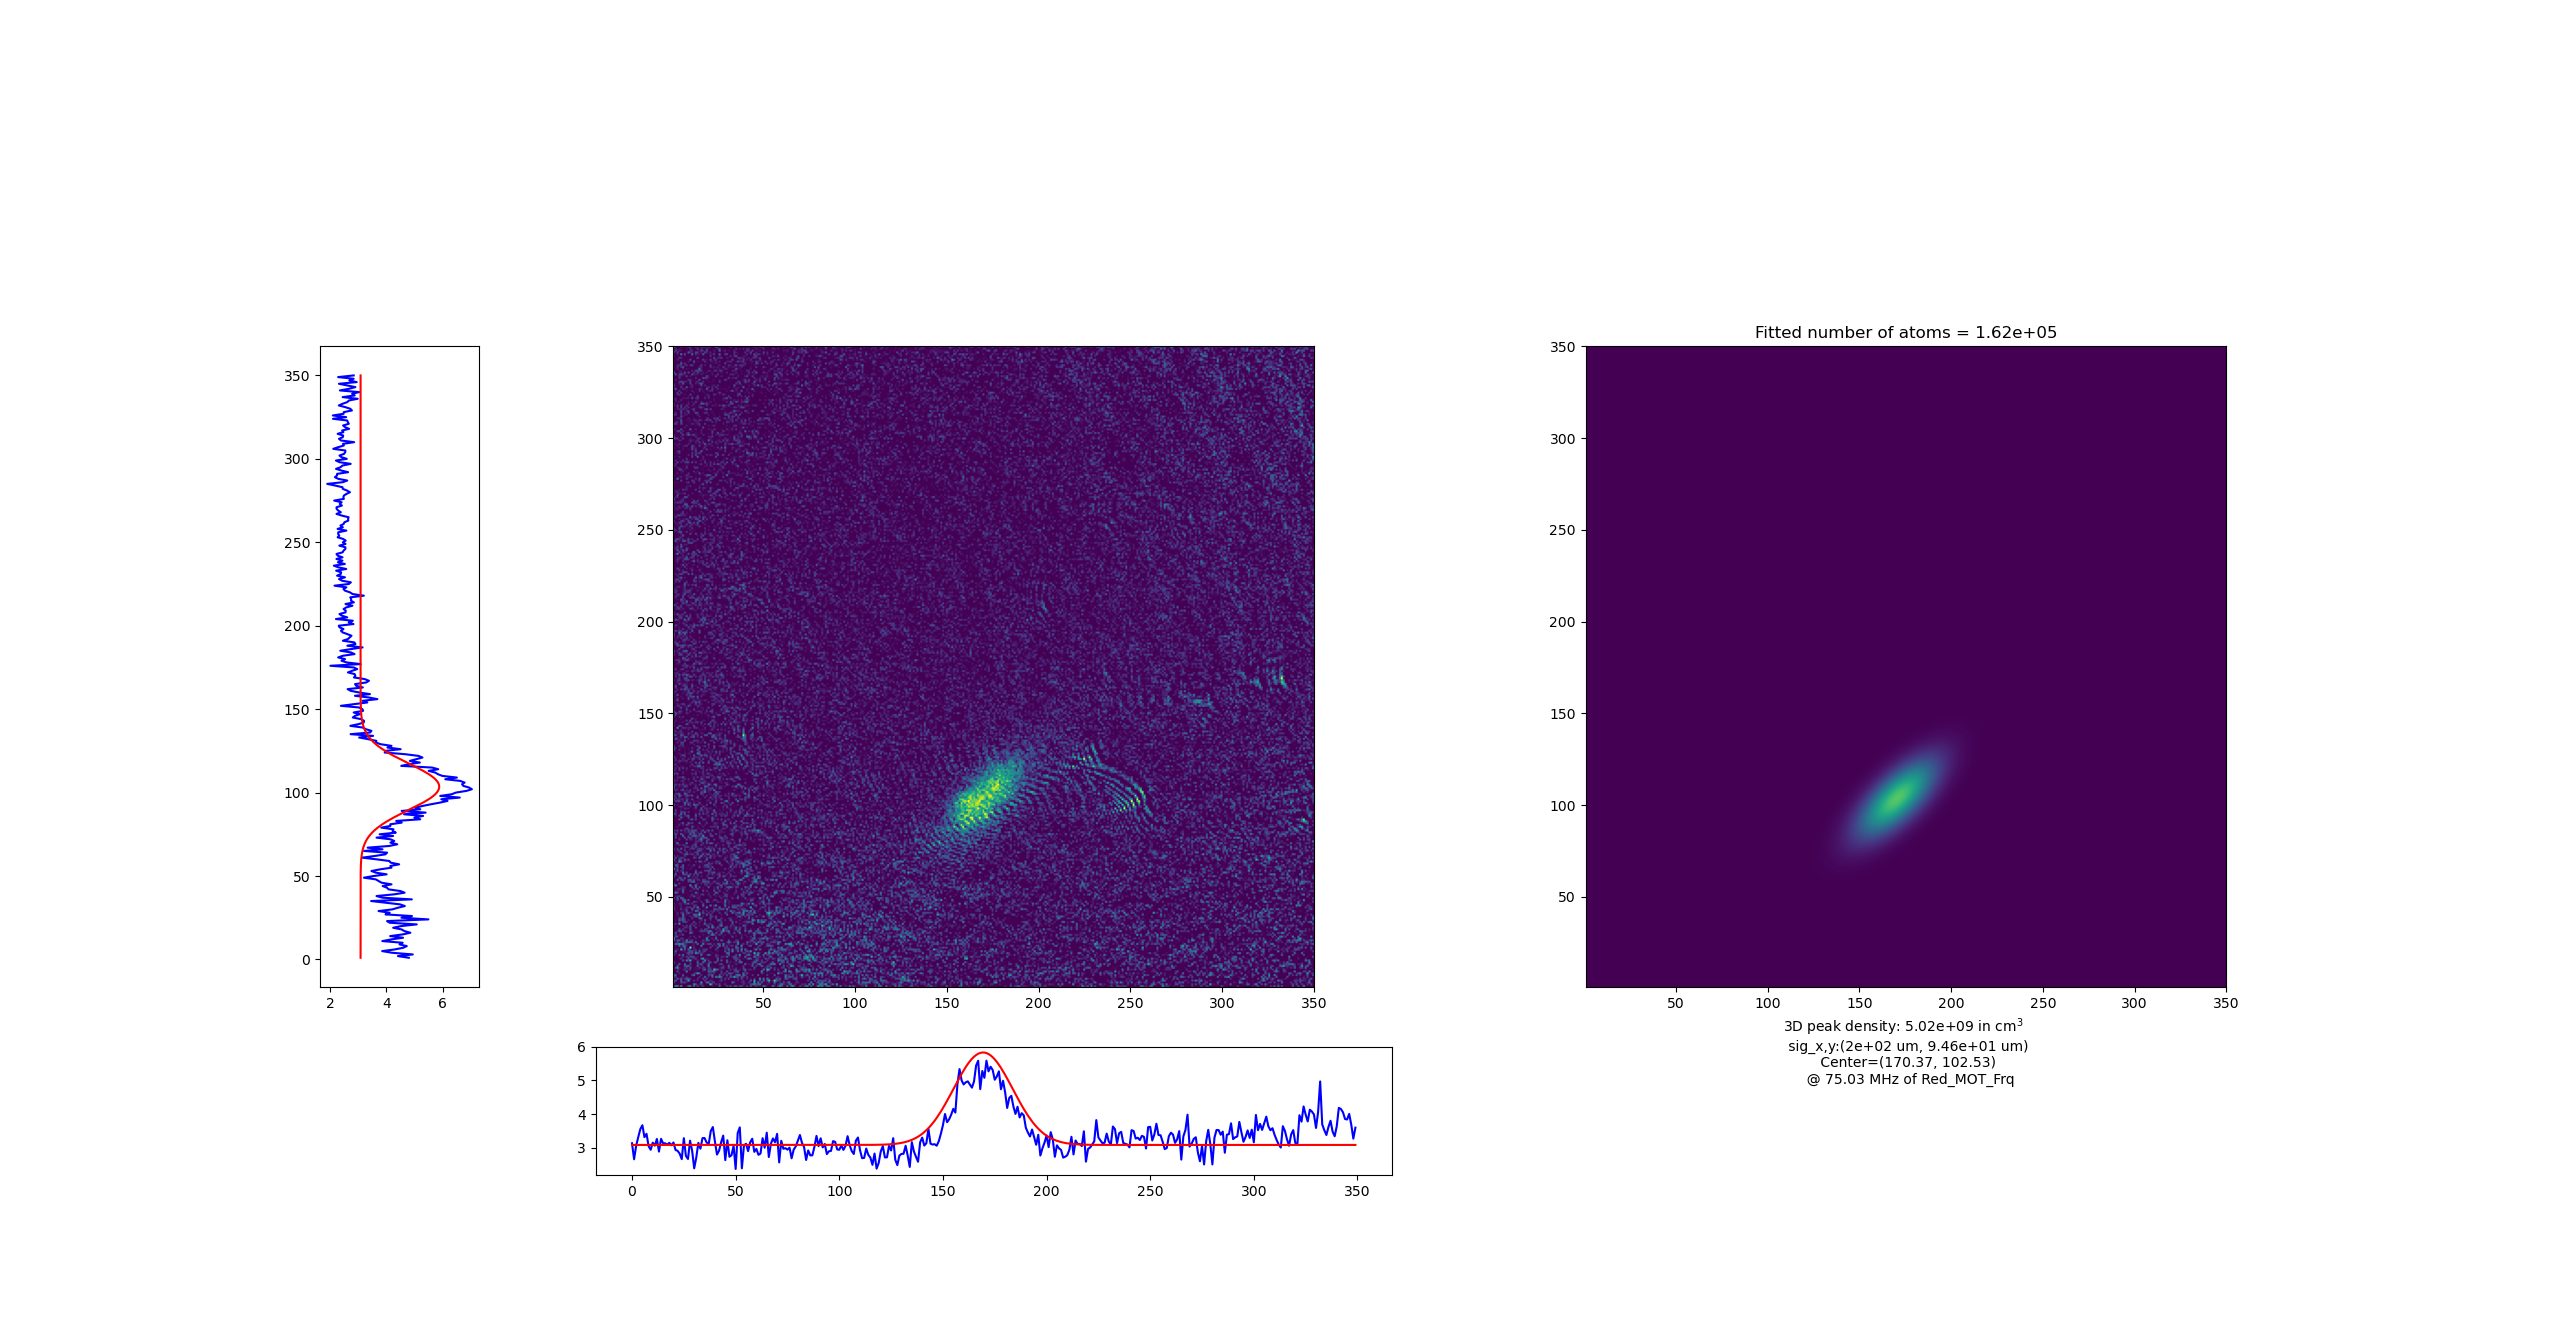 Fitted number of atoms = 1.62e+05
350
300
250
200
150
100
50
0
2 4 6
350
300
250
200
150
100
50
50 100 150 200 250 300 350
350
300
250
200
150
100
50
50 100 150 200 250 300 350
3D peak density: 5.02e+09 in cm³
sig_x,y:(2e+02 um, 9.46e+01 um)
Center=(170.37, 102.53)
@ 75.03 MHz of Red_MOT_Frq
6
5
4
3
0 50 100 150 200 250 300 350